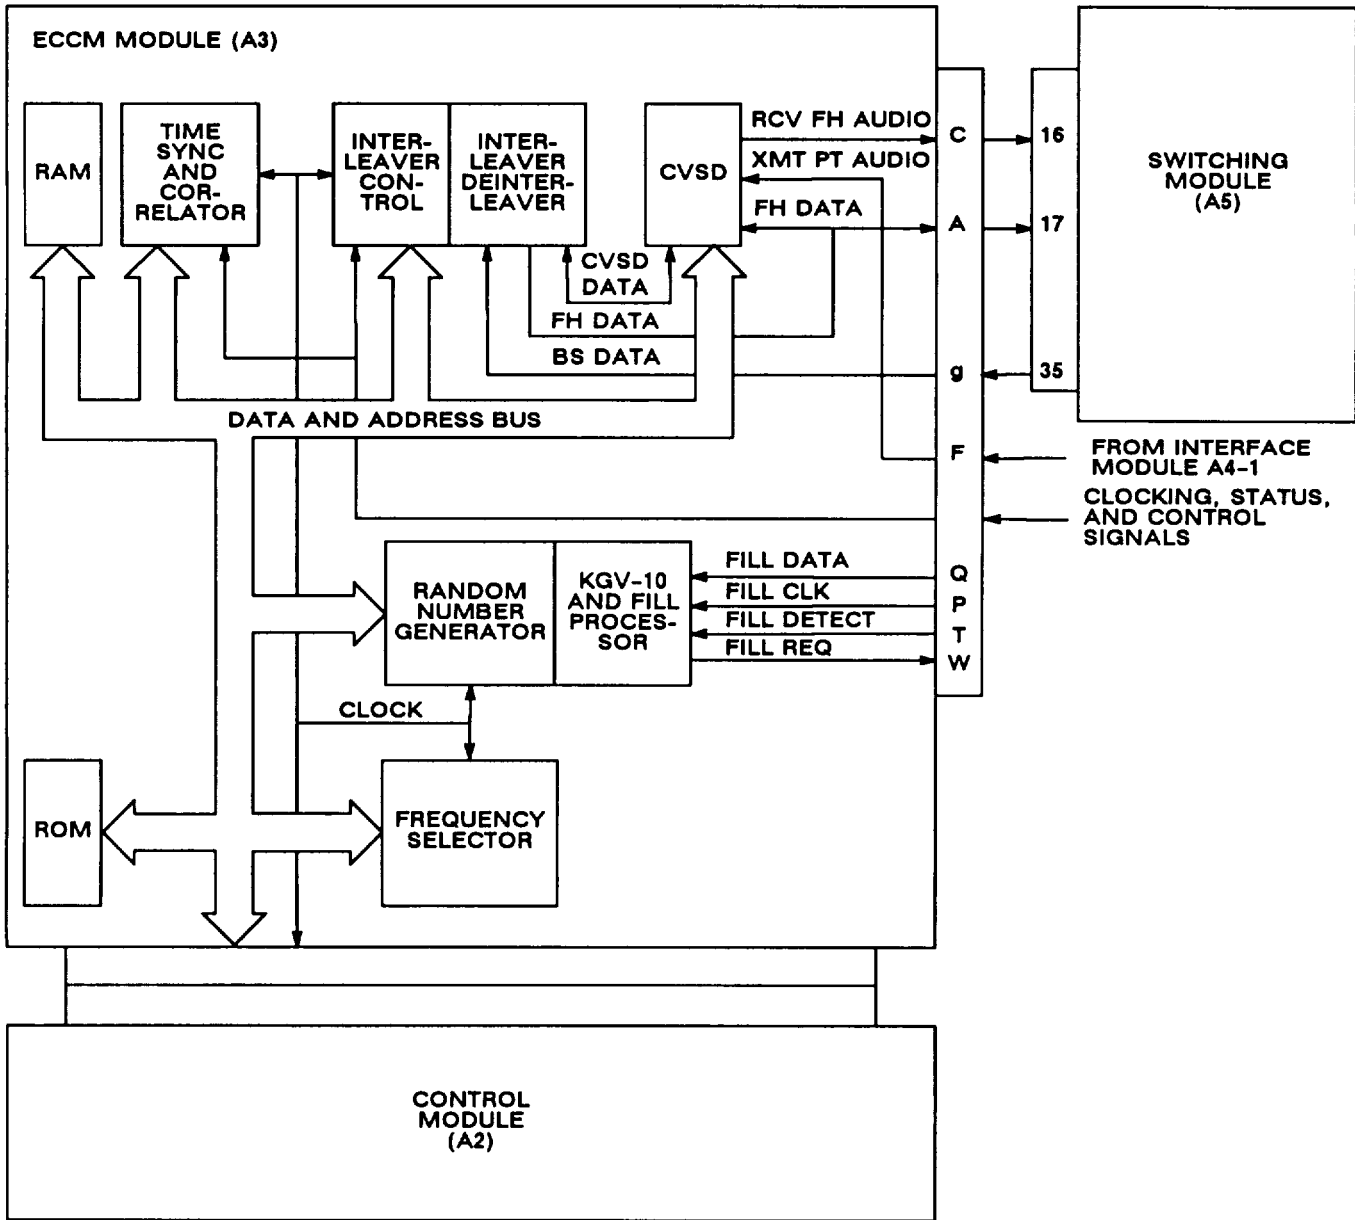 ECCM MODULE (A3)
RAM
TIME
SYNC
AND
COR-
RELATOR
INTER-
LEAVER
CON-
TROL
INTER-
LEAVER
DEINTER-
LEAVER
CVSD
RCV FH AUDIO
XMT PT AUDIO
FH DATA
C
A
g
F
Q
P
T
W
16
17
35
SWITCHING
MODULE
(A5)
CVSD
DATA
FH DATA
BS DATA
DATA AND ADDRESS BUS
FROM INTERFACE
MODULE A4-1
CLOCKING, STATUS,
AND CONTROL
SIGNALS
RANDOM
NUMBER
GENERATOR
KGV-10
AND FILL
PROCES-
SOR
FILL DATA
FILL CLK
FILL DETECT
FILL REQ
CLOCK
ROM
FREQUENCY
SELECTOR
CONTROL
MODULE
(A2)